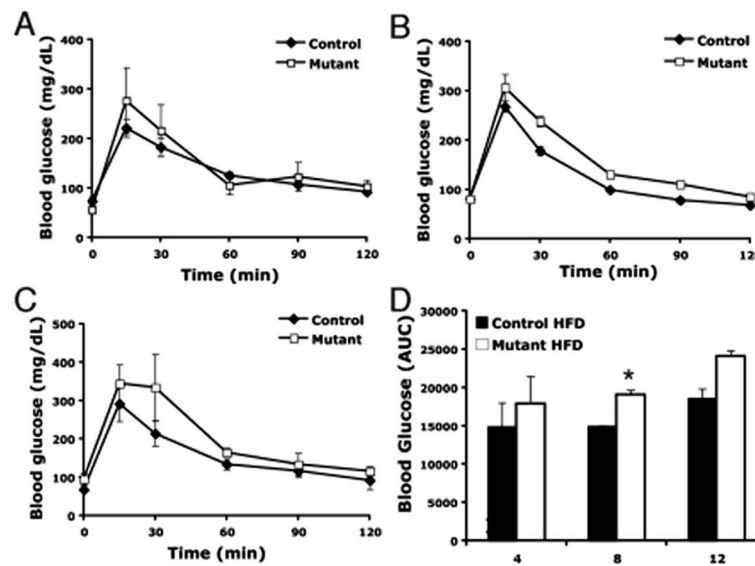 A
Blood glucose (mg/dL)
400
300
200
100
0
Control
Mutant
0 30 60 90 120
Time (min)
B
Blood glucose (mg/dL)
400
300
200
100
0
Control
Mutant
0 30 60 90 120
Time (min)
C
Blood glucose (mg/dL)
500
400
300
200
100
0
Control
Mutant
0 30 60 90 120
Time (min)
D
Blood Glucose (AUC)
30000
25000
20000
15000
10000
5000
0
Control HFD
Mutant HFD
*
4 8 12